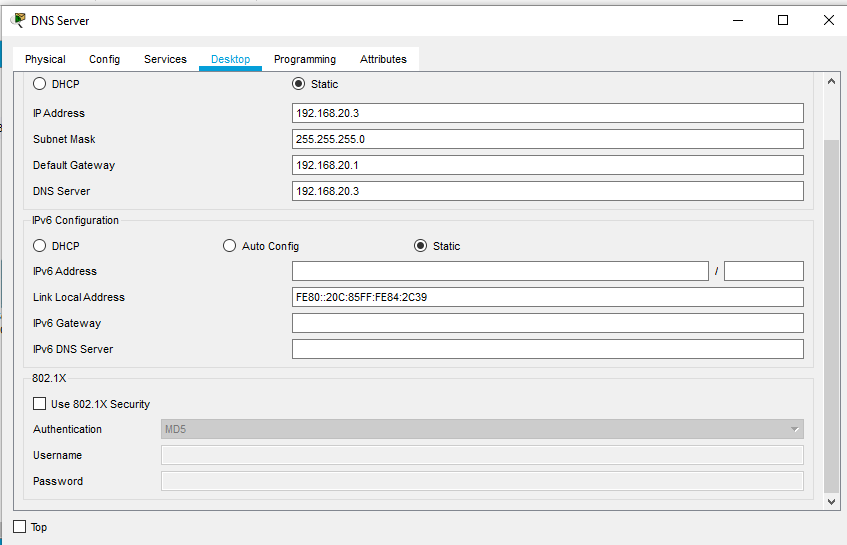 DNS Server
Physical Config Services Desktop Programming Attributes
DHCP Static
IP Address 192.168.20.3
Subnet Mask 255.255.255.0
Default Gateway 192.168.20.1
DNS Server 192.168.20.3
IPv6 Configuration
DHCP Auto Config Static
IPv6 Address /
Link Local Address FE80::20C:85FF:FE84:2C39
IPv6 Gateway
IPv6 DNS Server
802.1X
Use 802.1X Security
Authentication MD5
Username
Password
Top